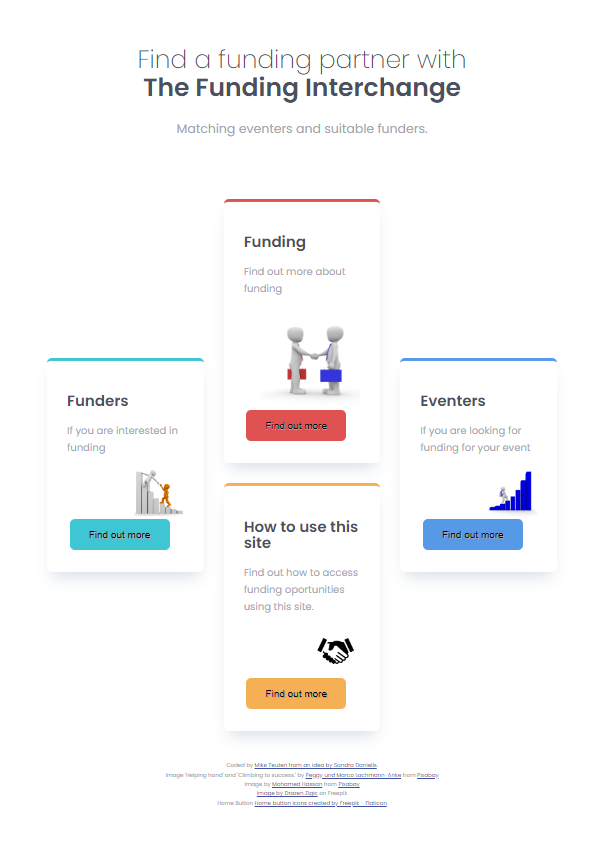 Find a funding partner with
The Funding Interchange
Matching eventers and suitable funders.
Funding
Find out more about
funding
Find out more
Funders
If you are interested in
funding
Find out more
Eventers
If you are looking for
funding for your event
Find out more
How to use this
site
Find out how to access
funding oportunities
using this site.
Find out more
Coded by Mike Teuten from an idea by Sandra Daniells.
Image 'Helping hand' and 'Climbing to success.' by Peggy und Marco Lachmann-Anke from Pixabay
Image by Mohamed Hassan from Pixabay
Image by Drazen Zigic on Freepik
Home Button Home button icons created by Freepik - Flaticon